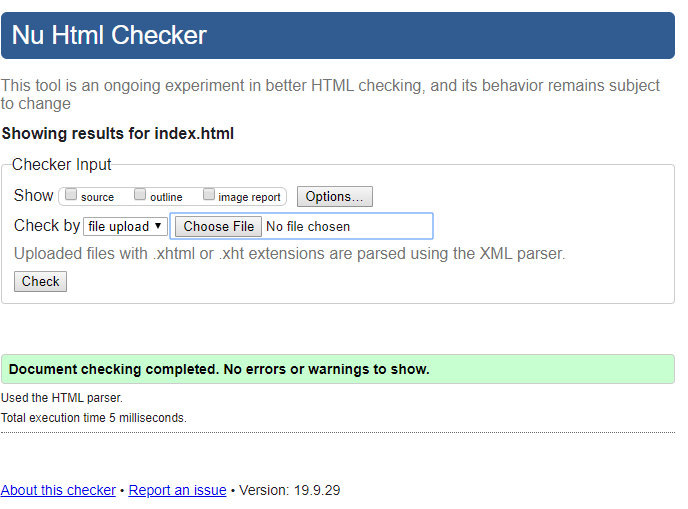 Nu Html Checker
This tool is an ongoing experiment in better HTML checking, and its behavior remains subject
to change
Showing results for index.html
Checker Input
Show source outline image report Options...
Check by file upload ▼ Choose File No file chosen
Uploaded files with .xhtml or .xht extensions are parsed using the XML parser.
Check
Document checking completed. No errors or warnings to show.
Used the HTML parser.
Total execution time 5 milliseconds.
About this checker • Report an issue • Version: 19.9.29